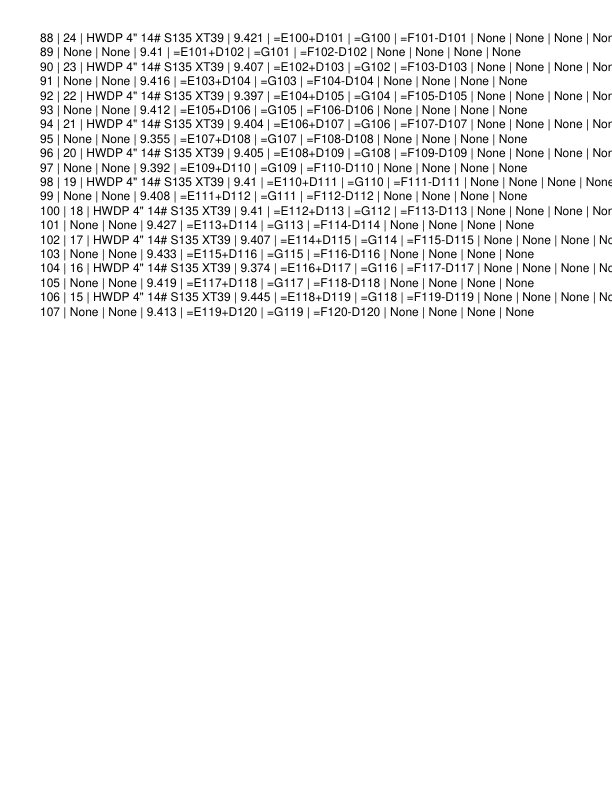 88 | 24 | HWDP 4" 14# S135 XT39 | 9.421 | =E100+D101 | =G100 | =F101-D101 | None | None | None | Non
89 | None | None | 9.41 | =E101+D102 | =G101 | =F102-D102 | None | None | None | None
90 | 23 | HWDP 4" 14# S135 XT39 | 9.407 | =E102+D103 | =G102 | =F103-D103 | None | None | None | Non
91 | None | None | 9.416 | =E103+D104 | =G103 | =F104-D104 | None | None | None | None
92 | 22 | HWDP 4" 14# S135 XT39 | 9.397 | =E104+D105 | =G104 | =F105-D105 | None | None | None | Non
93 | None | None | 9.412 | =E105+D106 | =G105 | =F106-D106 | None | None | None | None
94 | 21 | HWDP 4" 14# S135 XT39 | 9.404 | =E106+D107 | =G106 | =F107-D107 | None | None | None | Non
95 | None | None | 9.355 | =E107+D108 | =G107 | =F108-D108 | None | None | None | None
96 | 20 | HWDP 4" 14# S135 XT39 | 9.405 | =E108+D109 | =G108 | =F109-D109 | None | None | None | Non
97 | None | None | 9.392 | =E109+D110 | =G109 | =F110-D110 | None | None | None | None
98 | 19 | HWDP 4" 14# S135 XT39 | 9.41 | =E110+D111 | =G110 | =F111-D111 | None | None | None | None
99 | None | None | 9.408 | =E111+D112 | =G111 | =F112-D112 | None | None | None | None
100 | 18 | HWDP 4" 14# S135 XT39 | 9.41 | =E112+D113 | =G112 | =F113-D113 | None | None | None | Non
101 | None | None | 9.427 | =E113+D114 | =G113 | =F114-D114 | None | None | None | None
102 | 17 | HWDP 4" 14# S135 XT39 | 9.407 | =E114+D115 | =G114 | =F115-D115 | None | None | None | No
103 | None | None | 9.433 | =E115+D116 | =G115 | =F116-D116 | None | None | None | None
104 | 16 | HWDP 4" 14# S135 XT39 | 9.374 | =E116+D117 | =G116 | =F117-D117 | None | None | None | No
105 | None | None | 9.419 | =E117+D118 | =G117 | =F118-D118 | None | None | None | None
106 | 15 | HWDP 4" 14# S135 XT39 | 9.445 | =E118+D119 | =G118 | =F119-D119 | None | None | None | No
107 | None | None | 9.413 | =E119+D120 | =G119 | =F120-D120 | None | None | None | None